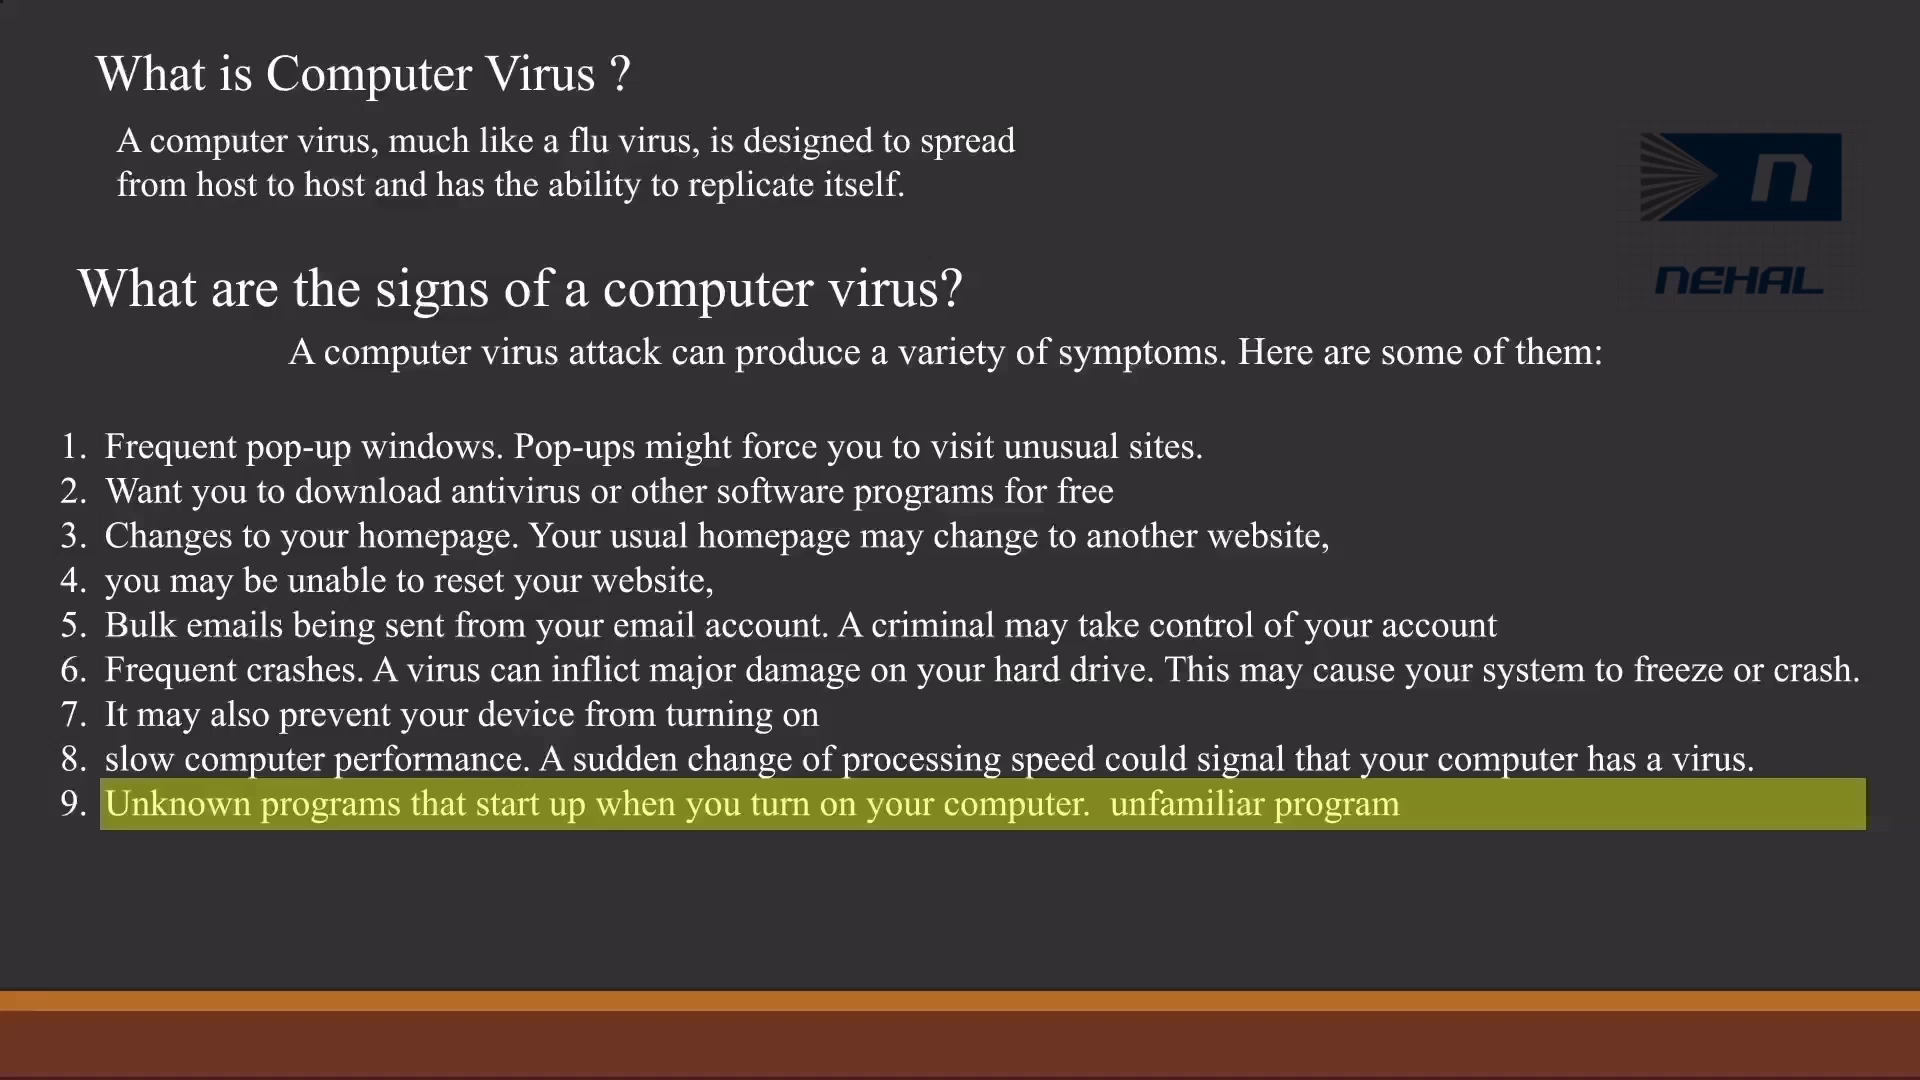 What is Computer Virus ?
A computer virus, much like a flu virus, is designed to spread
from host to host and has the ability to replicate itself.
n
NEHAL
What are the signs of a computer virus?
A computer virus attack can produce a variety of symptoms. Here are some of them:
1. Frequent pop-up windows. Pop-ups might force you to visit unusual sites.
2. Want you to download antivirus or other software programs for free
3. Changes to your homepage. Your usual homepage may change to another website,
4. you may be unable to reset your website,
5. Bulk emails being sent from your email account. A criminal may take control of your account
6. Frequent crashes. A virus can inflict major damage on your hard drive. This may cause your system to freeze or crash.
7. It may also prevent your device from turning on
8. slow computer performance. A sudden change of processing speed could signal that your computer has a virus.
9. Unknown programs that start up when you turn on your computer.  unfamiliar program